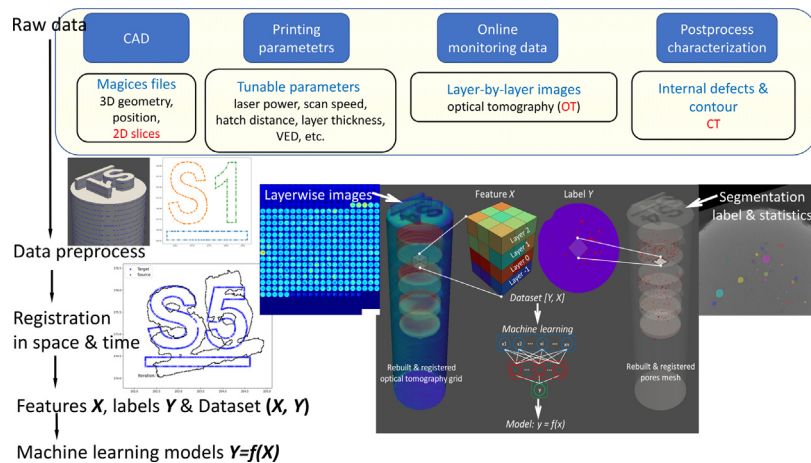 Raw data
CAD
Printing
parametetrs
Online
monitoring data
Postprocess
characterization
Magices files
3D geometry,
position,
2D slices
Tunable parameters
laser power, scan speed,
hatch distance, layer thickness,
VED, etc.
Layer-by-layer images
optical tomography (OT)
Internal defects &
contour
CT
S1
S1
Layerwise images
Feature X
Label Y
Segmentation
label & statistics
Layer 2
Layer 1
Layer 0
Layer -1
Data preprocess
Target
Source
S5
Iteration
Dataset [Y, X]
Machine learning
Registration
in space & time
Rebuilt & registered
optical tomography grid
Rebuilt & registered
pores mesh
Y
Model: y = f(x)
Features X, labels Y & Dataset (X, Y)
Machine learning models Y=f(X)